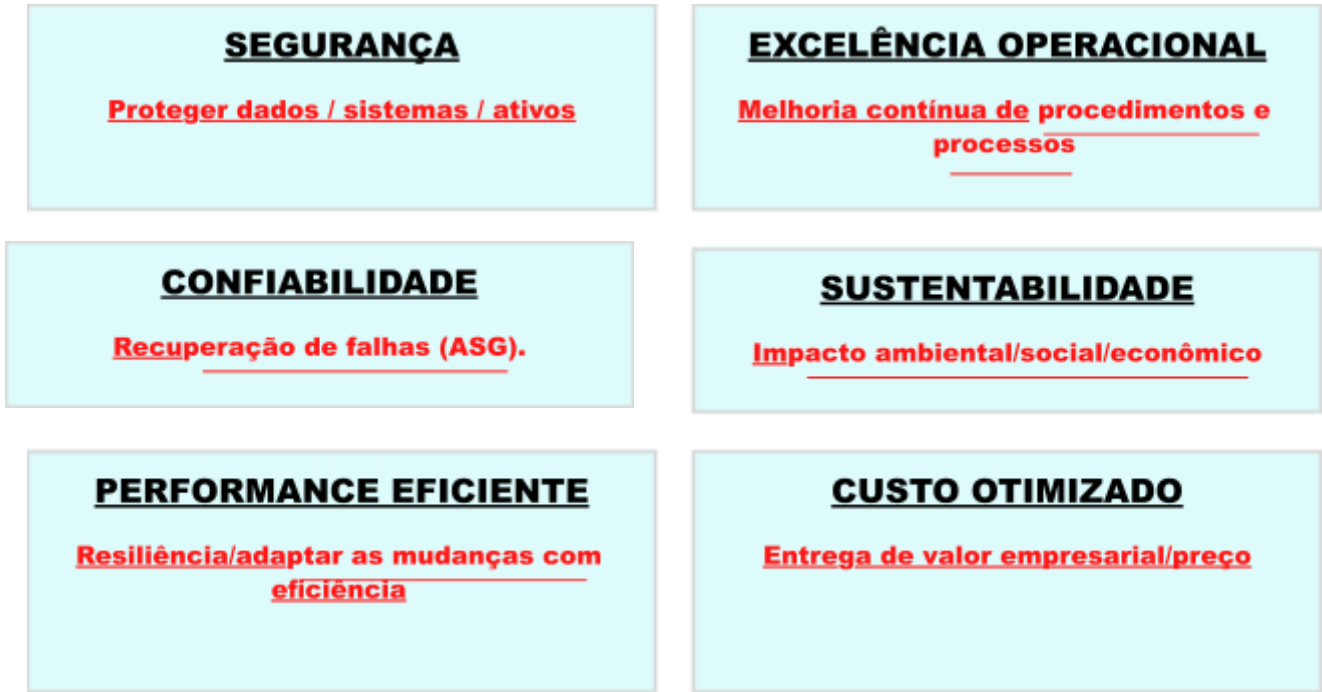 SEGURANÇA
Proteger dados / sistemas / ativos
EXCELÊNCIA OPERACIONAL
Melhoria contínua de procedimentos e
processos
CONFIABILIDADE
Recuperação de falhas (ASG).
SUSTENTABILIDADE
Impacto ambiental/social/econômico
PERFORMANCE EFICIENTE
Resiliência/adaptar as mudanças com
eficiência
CUSTO OTIMIZADO
Entrega de valor empresarial/preço